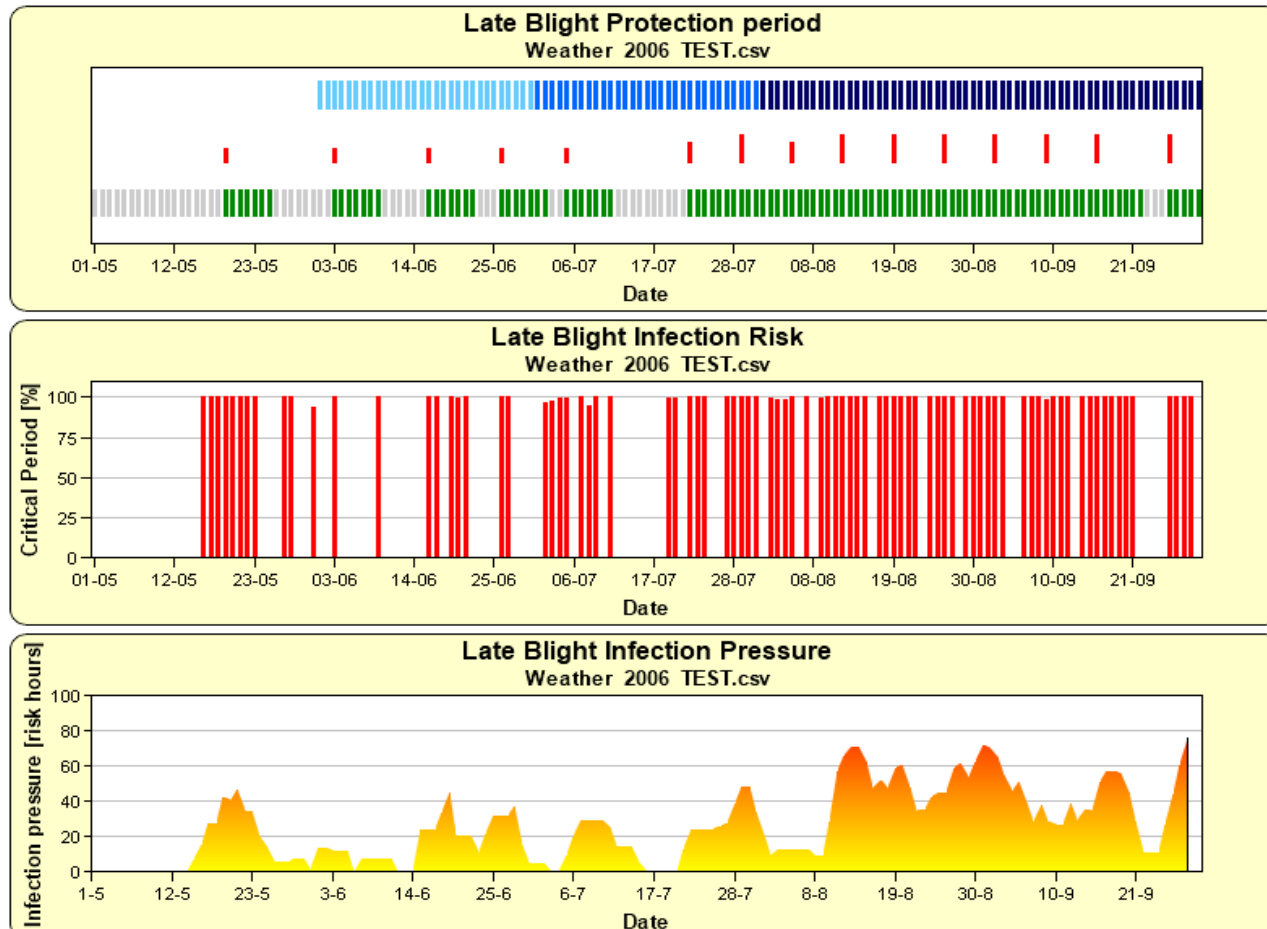 Late Blight Protection period
Weather 2006 TEST.csv
01-05 12-05 23-05 03-06 14-06 25-06 06-07 17-07 28-07 08-08 19-08 30-08 10-09 21-09
Date
Late Blight Infection Risk
Weather 2006 TEST.csv
Critical Period [%]
100
75
50
25
0
01-05 12-05 23-05 03-06 14-06 25-06 06-07 17-07 28-07 08-08 19-08 30-08 10-09 21-09
Date
Late Blight Infection Pressure
Weather 2006 TEST.csv
Infection pressure [risk hours]
100
80
60
40
20
0
1-5 12-5 23-5 3-6 14-6 25-6 6-7 17-7 28-7 8-8 19-8 30-8 10-9 21-9
Date